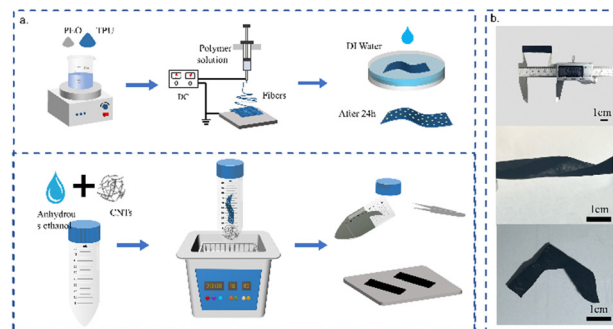 a.
PEO TPU
Polymer
solution
DC
Fibers
DI Water
After 24h
Anhydrou
s ethanol
CNTs
b.
1cm
1cm
1cm